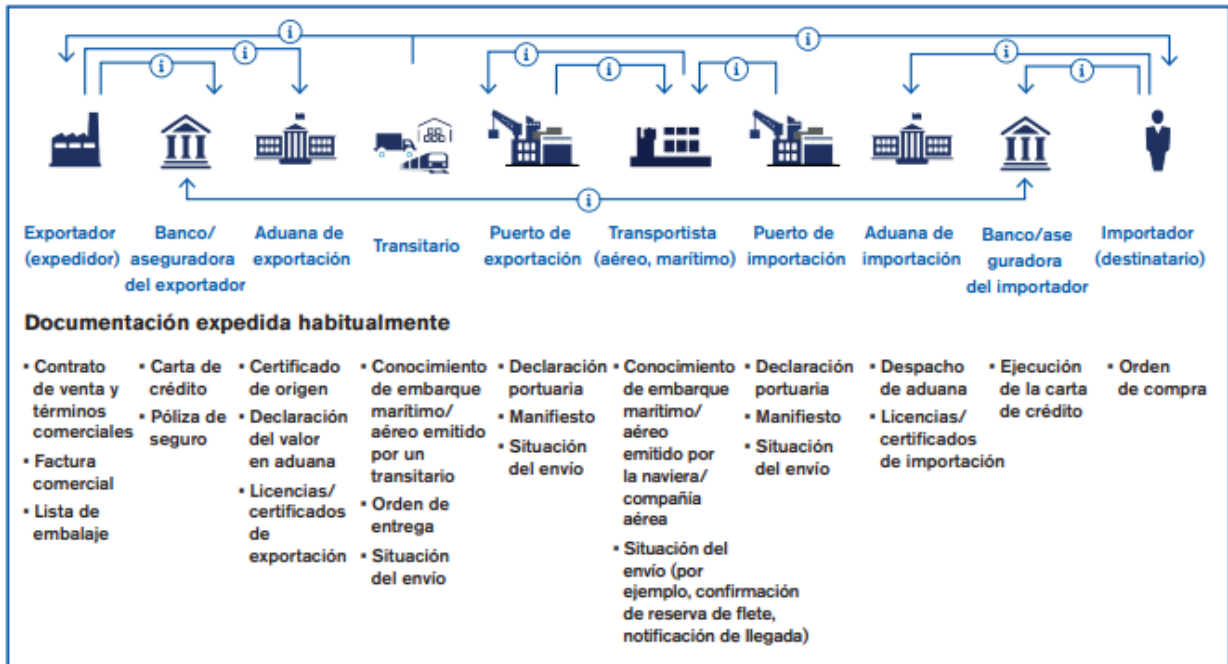 i
i
i
i
i
i
i
i
i
i
i
Exportador
(expedidor)
Banco/
aseguradora
del exportador
Aduana de
exportación
Transitario
Puerto de
exportación
Transportista
(aéreo, marítimo)
Puerto de
importación
Aduana de
importación
Banco/ase
guradora
del importador
Importador
(destinatario)
Documentación expedida habitualmente
▪ Contrato
de venta y
términos
comerciales
▪ Factura
comercial
▪ Lista de
embalaje
▪ Carta de
crédito
▪ Póliza de
seguro
▪ Certificado
de origen
▪ Declaración
del valor
en aduana
▪ Licencias/
certificados
de
exportación
▪ Conocimiento
de embarque
marítimo/
aéreo emitido
por un
transitario
▪ Orden de
entrega
▪ Situación
del envío
▪ Declaración
portuaria
▪ Manifiesto
▪ Situación
del envío
▪ Conocimiento
de embarque
marítimo/
aéreo
emitido por
la naviera/
compañía
aérea
▪ Situación del
envío (por
ejemplo, confirmación
de reserva de flete,
notificación de llegada)
▪ Declaración
portuaria
▪ Manifiesto
▪ Situación
del envío
▪ Despacho
de aduana
▪ Licencias/
certificados
de importación
▪ Ejecución
de la carta
de crédito
▪ Orden
de compra